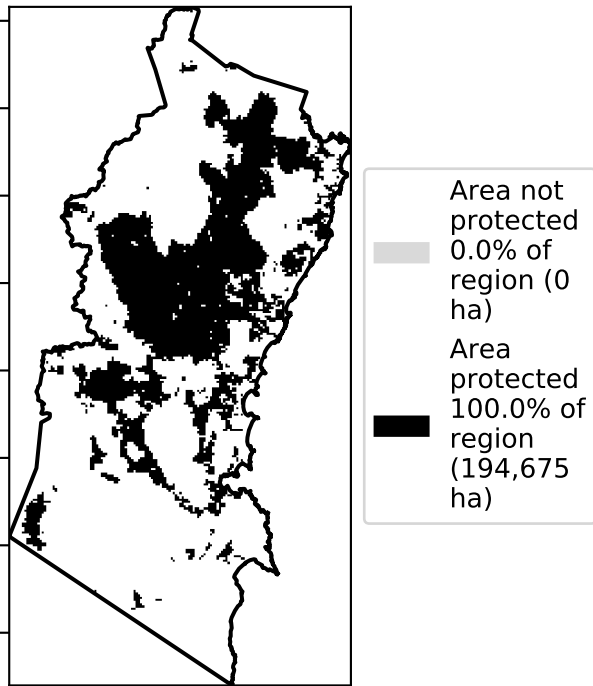 Area not
protected
0.0% of
region (0
ha)
Area
protected
100.0% of
region
(194,675
ha)